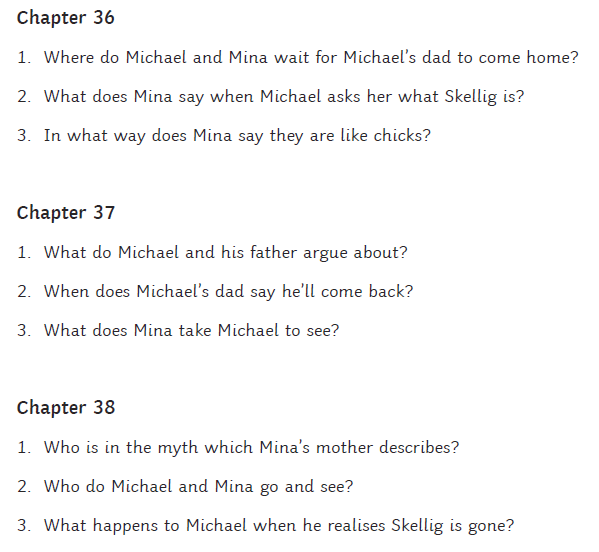 Chapter 36
1. Where do Michael and Mina wait for Michael's dad to come home?
2. What does Mina say when Michael asks her what Skellig is?
3. In what way does Mina say they are like chicks?
Chapter 37
1. What do Michael and his father argue about?
2. When does Michael's dad say he'll come back?
3. What does Mina take Michael to see?
Chapter 38
1. Who is in the myth which Mina's mother describes?
2. Who do Michael and Mina go and see?
3. What happens to Michael when he realises Skellig is gone?